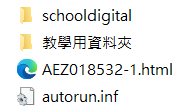 schooldigital
教學用資料夾
AEZ018532-1.html
autorun.inf